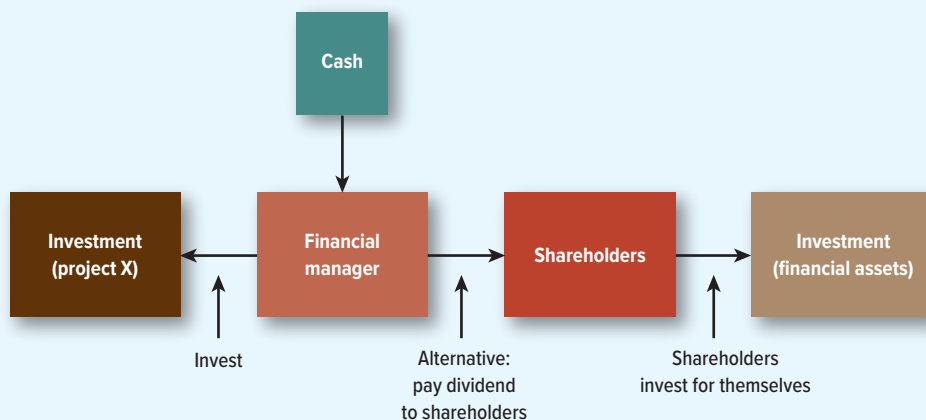 Cash
Investment
(project X)
Financial
manager
Shareholders
Investment
(financial assets)
Invest
Alternative:
pay dividend
to shareholders
Shareholders
invest for themselves